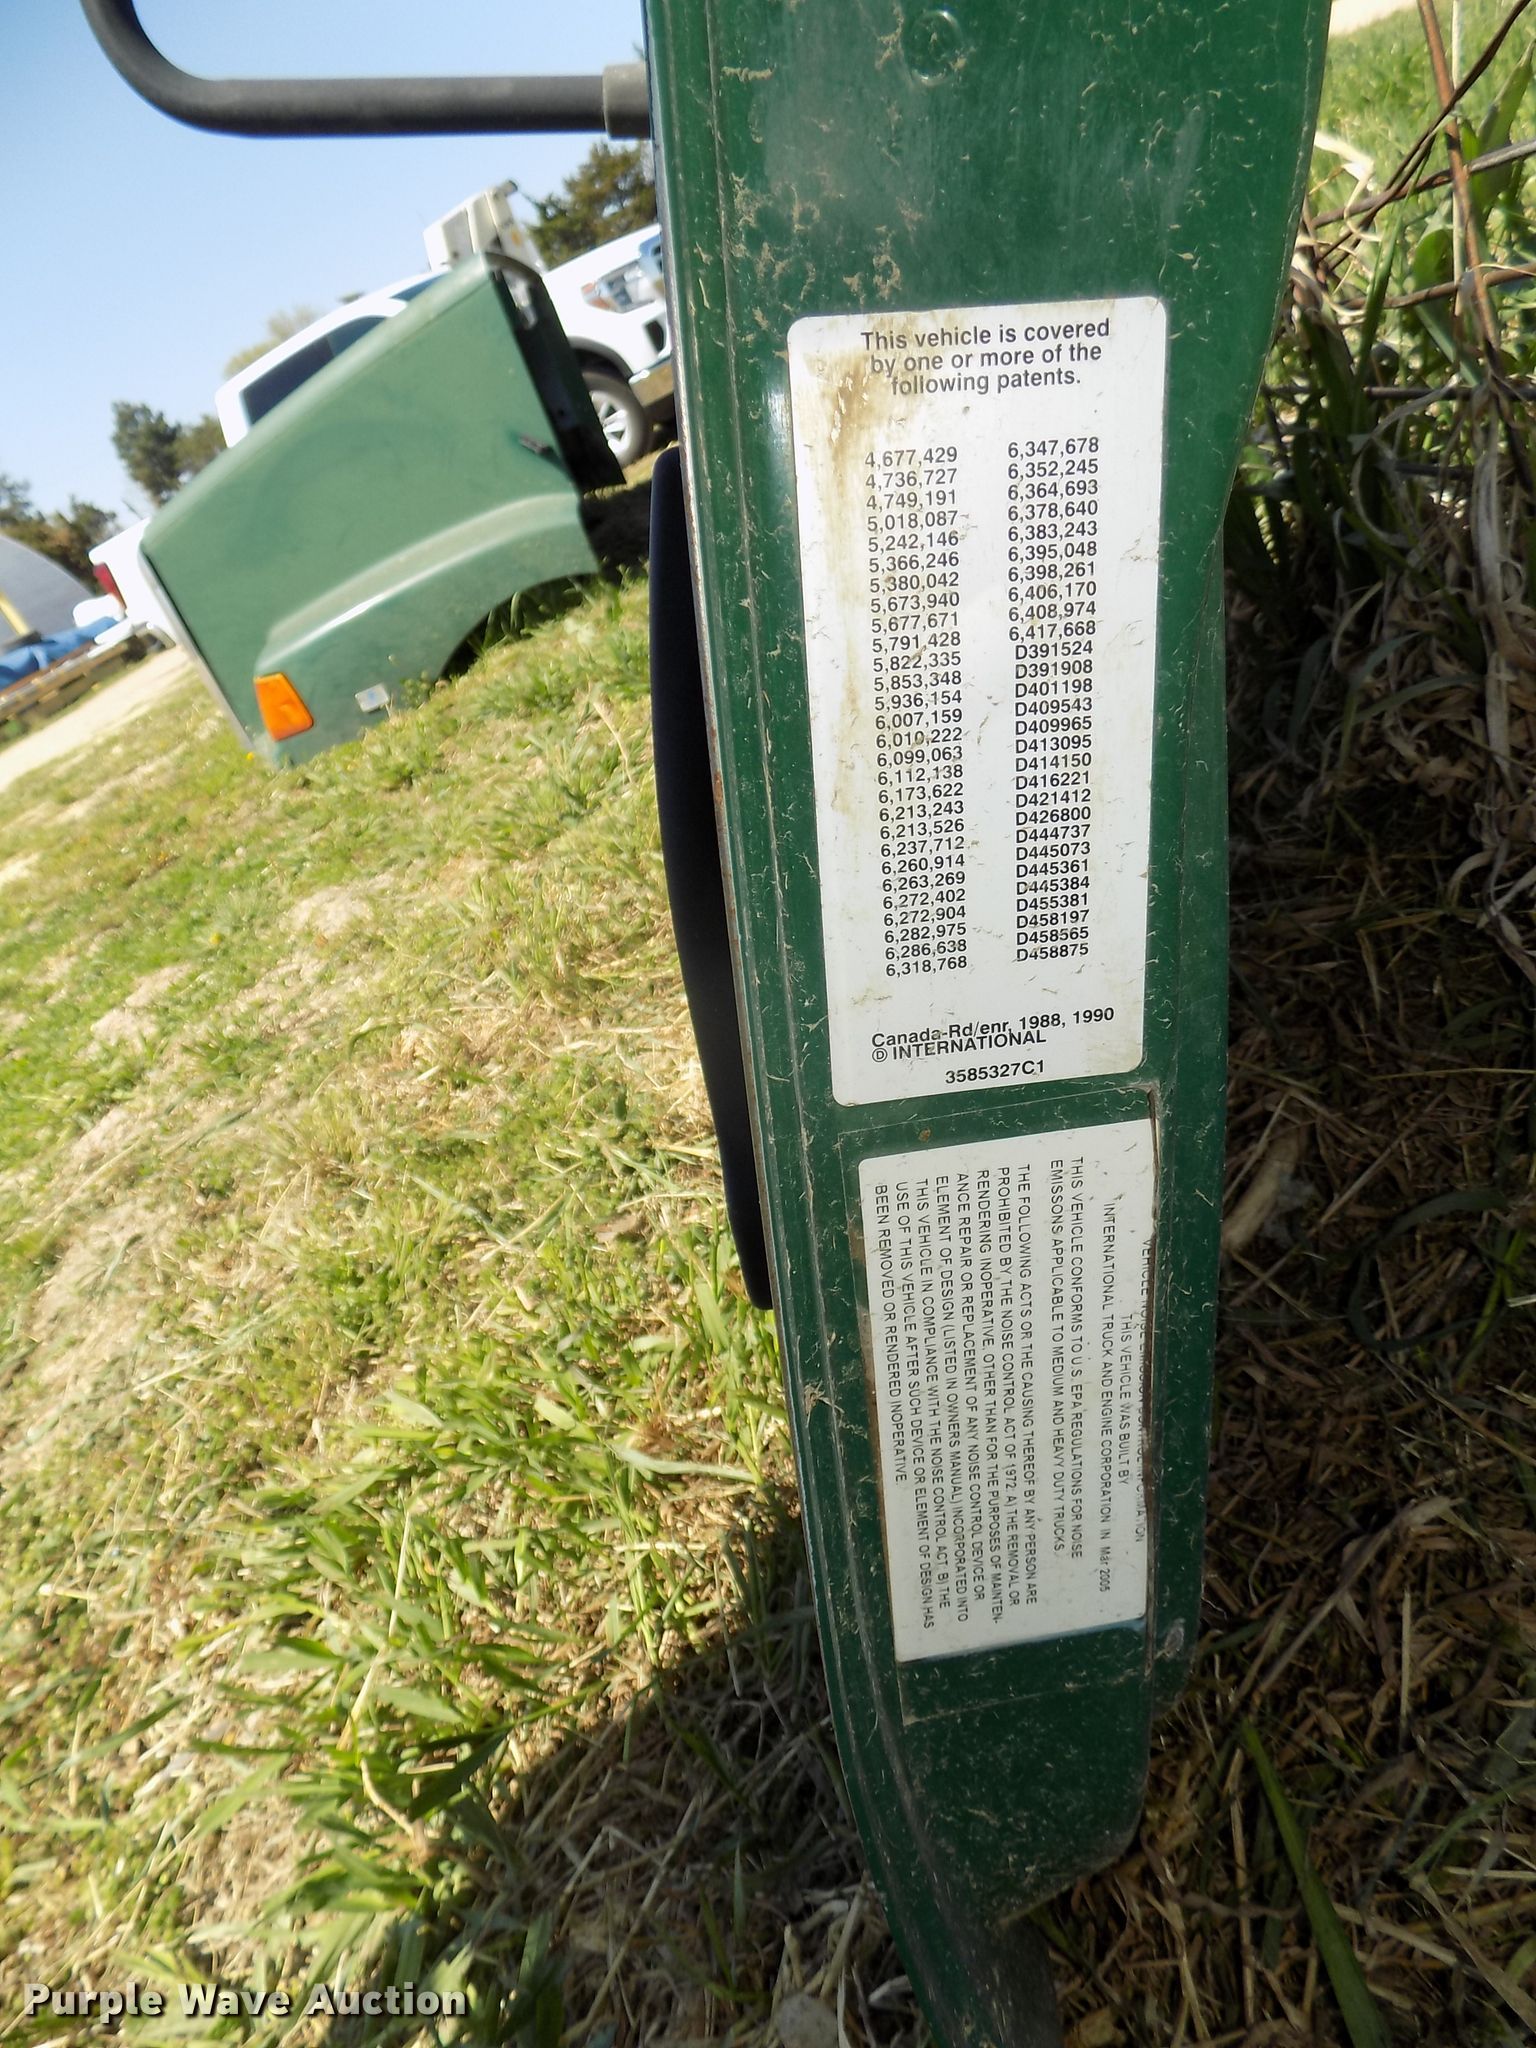 This vehicle is covered
by one or more of the
following patents.
4,677,429
4,736,727
4,749,191
5,018,087
5,242,146
5,366,246
5,380,042
5,673,940
5,677,671
5,791,428
5,822,335
5,853,348
5,936,154
6,007,159
6,010,222
6,099,063
6,112,138
6,173,622
6,213,243
6,213,526
6,237,712
6,260,914
6,263,269
6,272,402
6,272,904
6,282,975
6,286,638
6,318,768
6,347,678
6,352,245
6,364,693
6,378,640
6,383,243
6,395,048
6,398,261
6,406,170
6,408,974
6,417,668
D391524
D391908
D401198
D409543
D409965
D413095
D414150
D416221
D421412
D426800
D444737
D445073
D445361
D445384
D455381
D458197
D458565
D458875
Canada-Rd/enr, 1988, 1990
Ⓓ INTERNATIONAL
3585327C1
VEHICLE NOISE EMISSION CONTROL INFORMATION
THIS VEHICLE WAS BUILT BY
INTERNATIONAL TRUCK AND ENGINE CORPORATION IN Mar 2005
THIS VEHICLE CONFORMS TO U.S. EPA REGULATIONS FOR NOISE
EMISSONS APPLICABLE TO MEDIUM AND HEAVY DUTY TRUCKS.
THE FOLLOWING ACTS OR THE CAUSING THEREOF BY ANY PERSON ARE
PROHIBITED BY THE NOISE CONTROL ACT OF 1972: A) THE REMOVAL OR
RENDERING INOPERATIVE, OTHER THAN FOR THE PURPOSES OF MAINTEN-
ANCE REPAIR OR REPLACEMENT OF ANY NOISE CONTROL DEVICE OR
ELEMENT OF DESIGN (LISTED IN OWNERS MANUAL) INCORPORATED INTO
THIS VEHICLE IN COMPLIANCE WITH THE NOISE CONTROL ACT, B) THE
USE OF THIS VEHICLE AFTER SUCH DEVICE OR ELEMENT OF DESIGN HAS
BEEN REMOVED OR RENDERED INOPERATIVE.
Purple Wave Auction